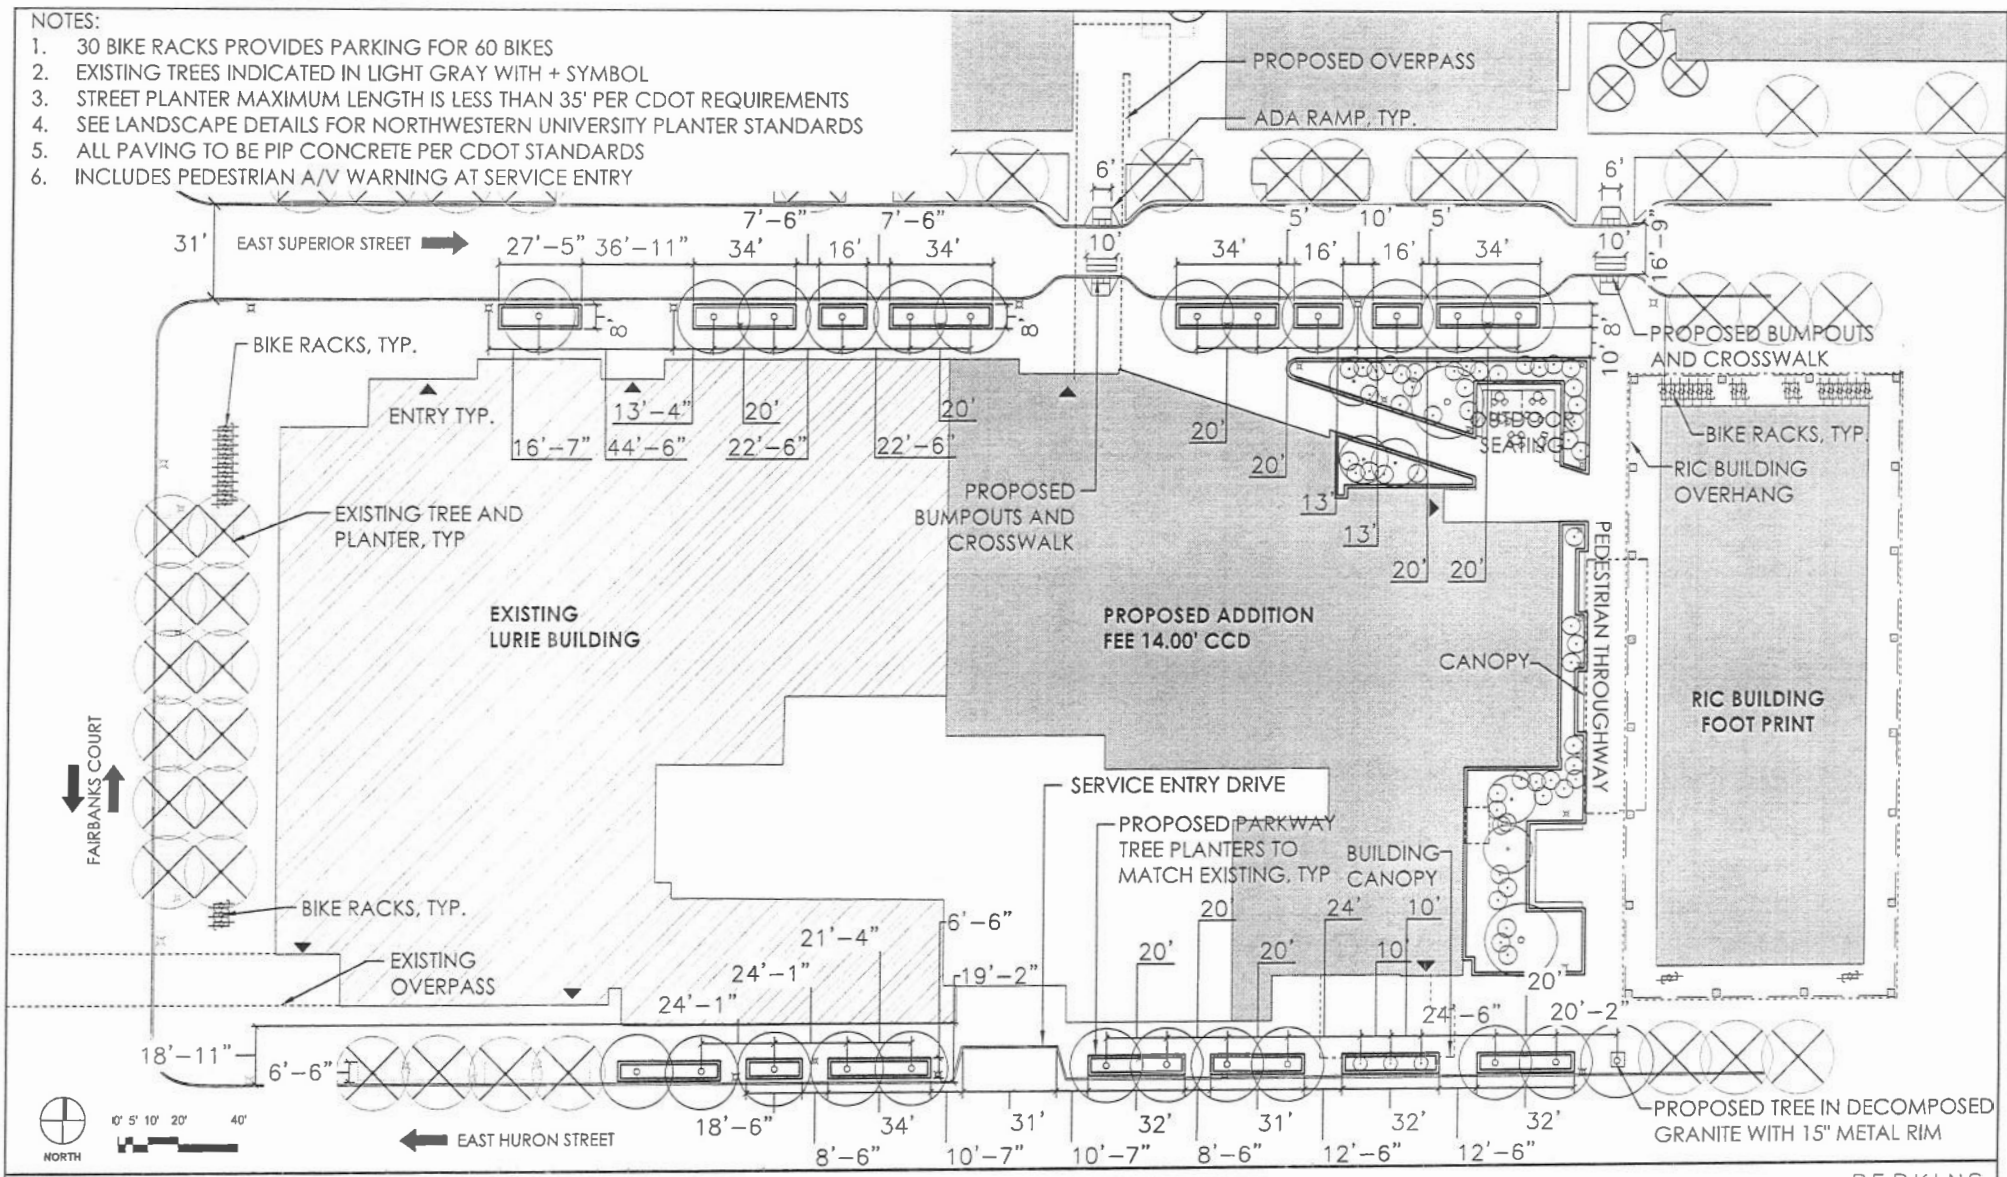 NOTES:
1. 30 BIKE RACKS PROVIDES PARKING FOR 60 BIKES
2. EXISTING TREES INDICATED IN LIGHT GRAY WITH + SYMBOL
3. STREET PLANTER MAXIMUM LENGTH IS LESS THAN 35' PER CDOT REQUIREMENTS
4. SEE LANDSCAPE DETAILS FOR NORTHWESTERN UNIVERSITY PLANTER STANDARDS
5. ALL PAVING TO BE PIP CONCRETE PER CDOT STANDARDS
6. INCLUDES PEDESTRIAN A/V WARNING AT SERVICE ENTRY
PROPOSED OVERPASS
ADA RAMP, TYP.
6' 6'
7'-6" 7'-6" 5' 10' 5'
31' EAST SUPERIOR STREET
27'-5" 36'-11" 34' 16' 34' 10' 34' 16' 16' 34' 10' 16'-9"
8' 8' 8'
10'
PROPOSED BUMPOUTS
AND CROSSWALK
BIKE RACKS, TYP.
ENTRY TYP.
13'-4" 20' 20'
16'-7" 44'-6" 22'-6" 22'-6"
20'
20'
13'
13'
20' 20'
OUTDOOR
SEATING
BIKE RACKS, TYP.
RIC BUILDING
OVERHANG
PROPOSED
BUMPOUTS AND
CROSSWALK
EXISTING TREE AND
PLANTER, TYP
EXISTING
LURIE BUILDING
PROPOSED ADDITION
FEE 14.00' CCD
PEDESTRIAN THROUGHWAY
CANOPY
RIC BUILDING
FOOT PRINT
FAIRBANKS COURT
SERVICE ENTRY DRIVE
PROPOSED PARKWAY
TREE PLANTERS TO
MATCH EXISTING, TYP
BUILDING
CANOPY
BIKE RACKS, TYP.
EXISTING
OVERPASS
6'-6"
21'-4"
24'-1" 19'-2"
24'-1"
20' 24' 10'
20' 20' 10'
20'
24'-6" 20'-2"
18'-11"
6'-6"
18'-6" 34' 31' 32' 31' 32' 32'
8'-6" 10'-7" 10'-7" 8'-6" 12'-6" 12'-6"
PROPOSED TREE IN DECOMPOSED
GRANITE WITH 15" METAL RIM
0' 5' 10' 20' 40'
NORTH
EAST HURON STREET